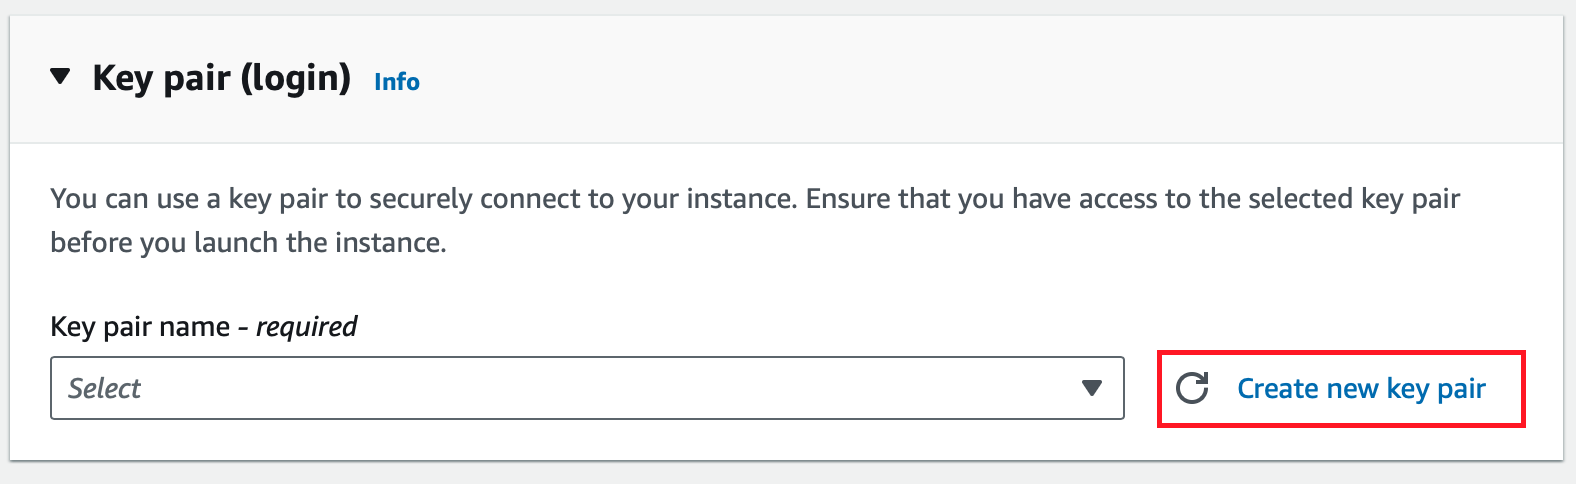 Key pair (login) Info
You can use a key pair to securely connect to your instance. Ensure that you have access to the selected key pair
before you launch the instance.
Key pair name - required
Select
Create new key pair